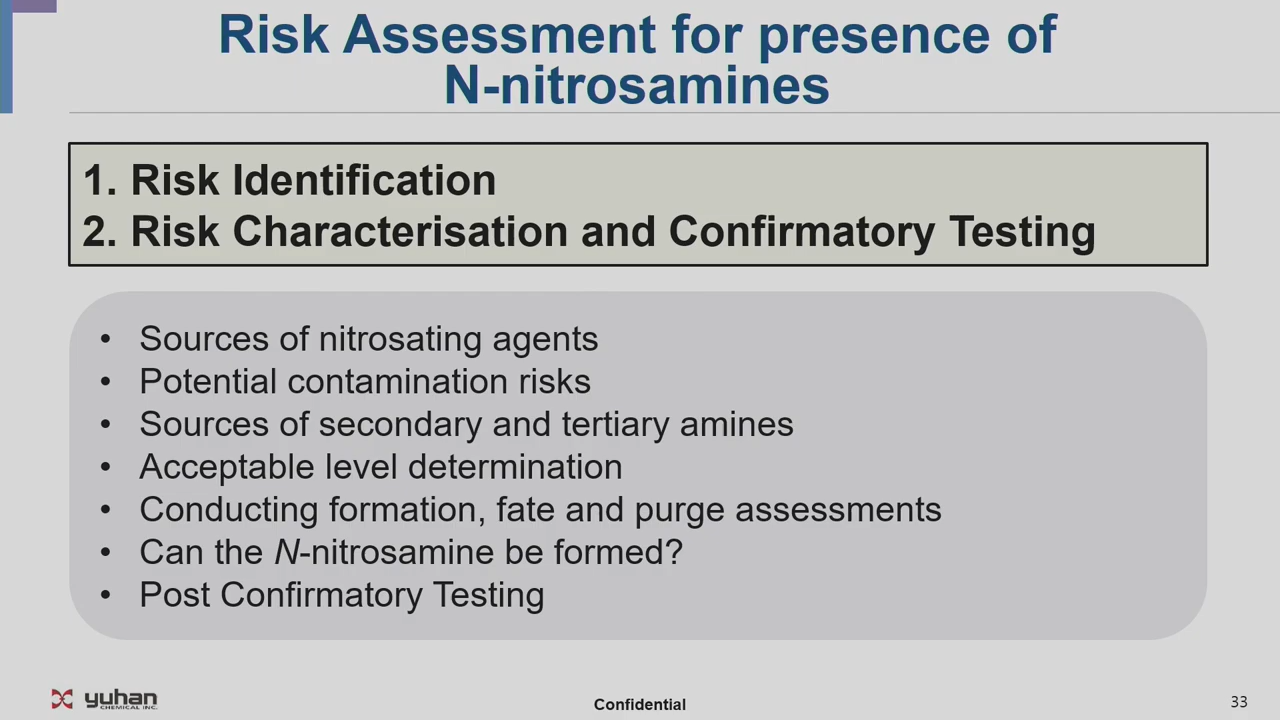 Risk Assessment for presence of
N-nitrosamines
1. Risk Identification
2. Risk Characterisation and Confirmatory Testing
• Sources of nitrosating agents
• Potential contamination risks
• Sources of secondary and tertiary amines
• Acceptable level determination
• Conducting formation, fate and purge assessments
• Can the N-nitrosamine be formed?
• Post Confirmatory Testing
yuhan
CHEMICAL INC.
Confidential
33